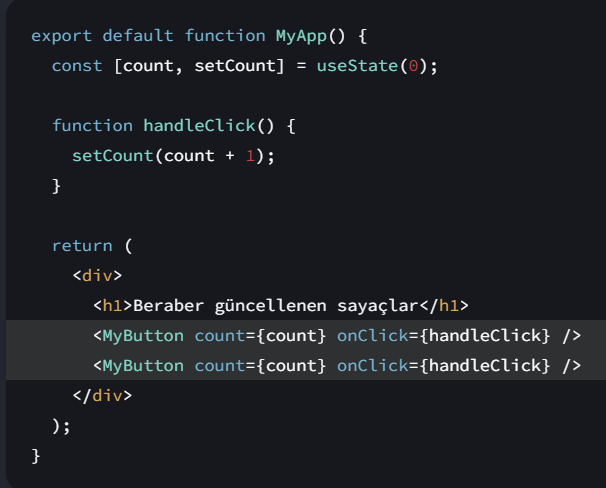 export default function MyApp() {
  const [count, setCount] = useState(0);

  function handleClick() {
    setCount(count + 1);
  }

  return (
    <div>
      <h1>Beraber güncellenen sayaçlar</h1>
      <MyButton count={count} onClick={handleClick} />
      <MyButton count={count} onClick={handleClick} />
    </div>
  );
}